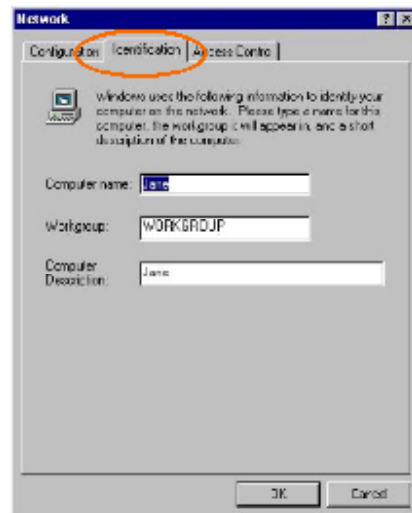 Network
Configuration Identification Access Control
Windows uses the following information to identify your
computer on the network. Please type a name for this
computer, the workgroup it will appear in, and a short
description of the computer.
Computer name: Jane
Workgroup: WORKGROUP
Computer
Description: Jane
OK Cancel